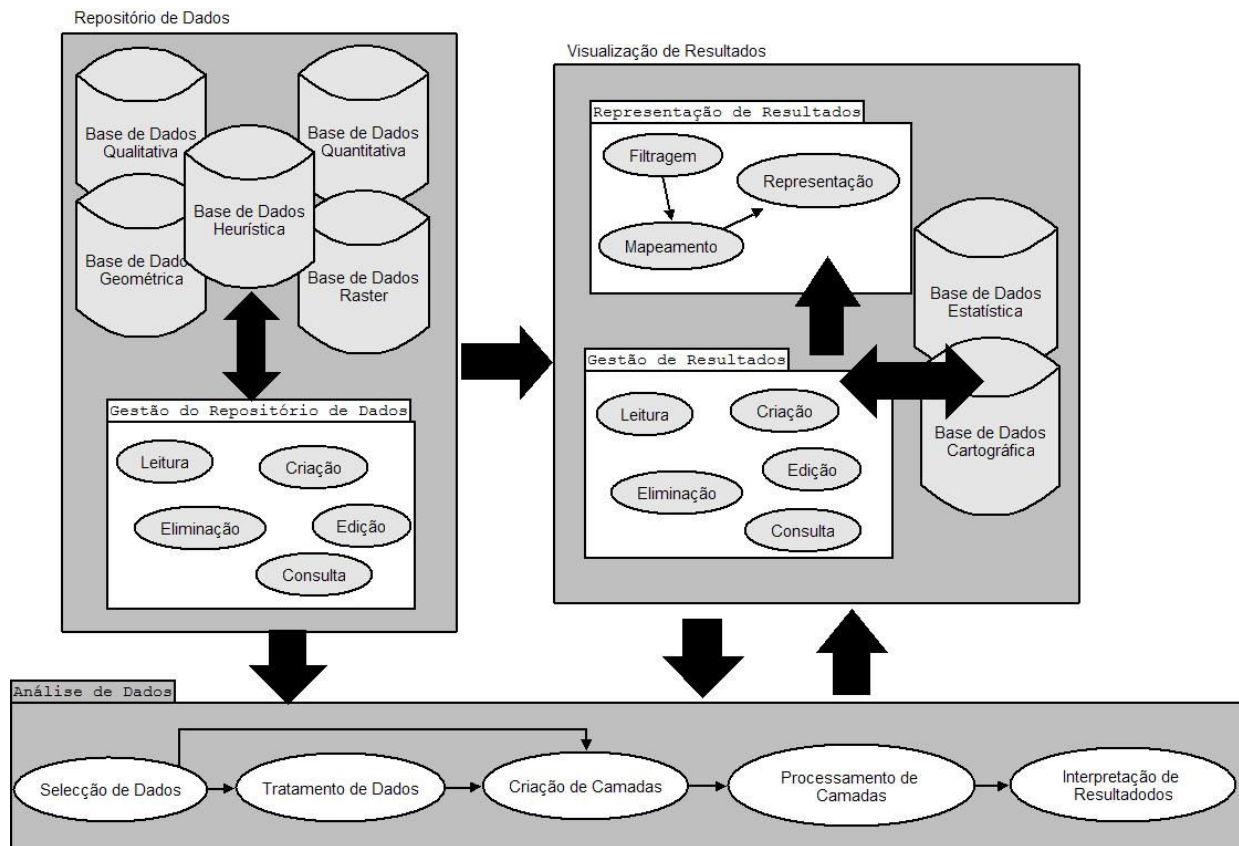 Repositório de Dados
Base de Dados
Qualitativa
Base de Dados
Quantitativa
Base de Dados
Heurística
Base de Dados
Geométrica
Base de Dados
Raster
Gestão do Repositório de Dados
Leitura
Criação
Eliminação
Edição
Consulta
Visualização de Resultados
Representação de Resultados
Filtragem
Representação
Mapeamento
Base de Dados
Estatística
Gestão de Resultados
Leitura
Criação
Edição
Eliminação
Consulta
Base de Dados
Cartográfica
Análise de Dados
Selecção de Dados
Tratamento de Dados
Criação de Camadas
Processamento de
Camadas
Interpretação de
Resultadodos